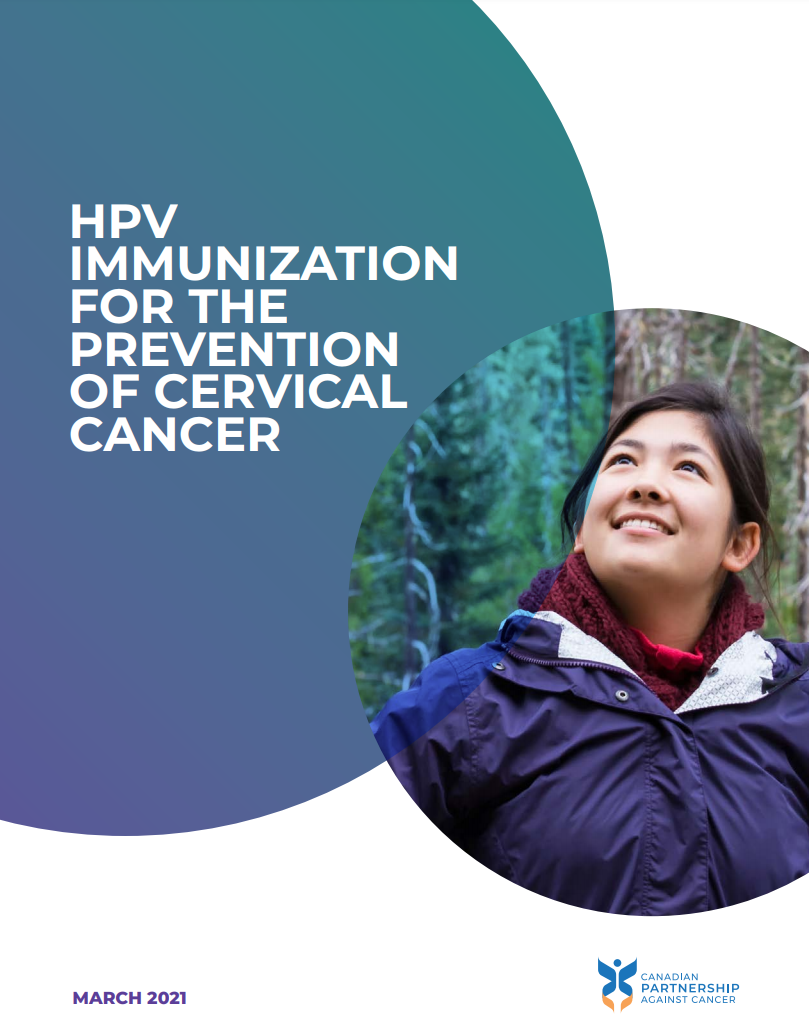 HPV
IMMUNIZATION
FOR THE
PREVENTION
OF CERVICAL
CANCER
MARCH 2021
CANADIAN
PARTNERSHIP
AGAINST CANCER